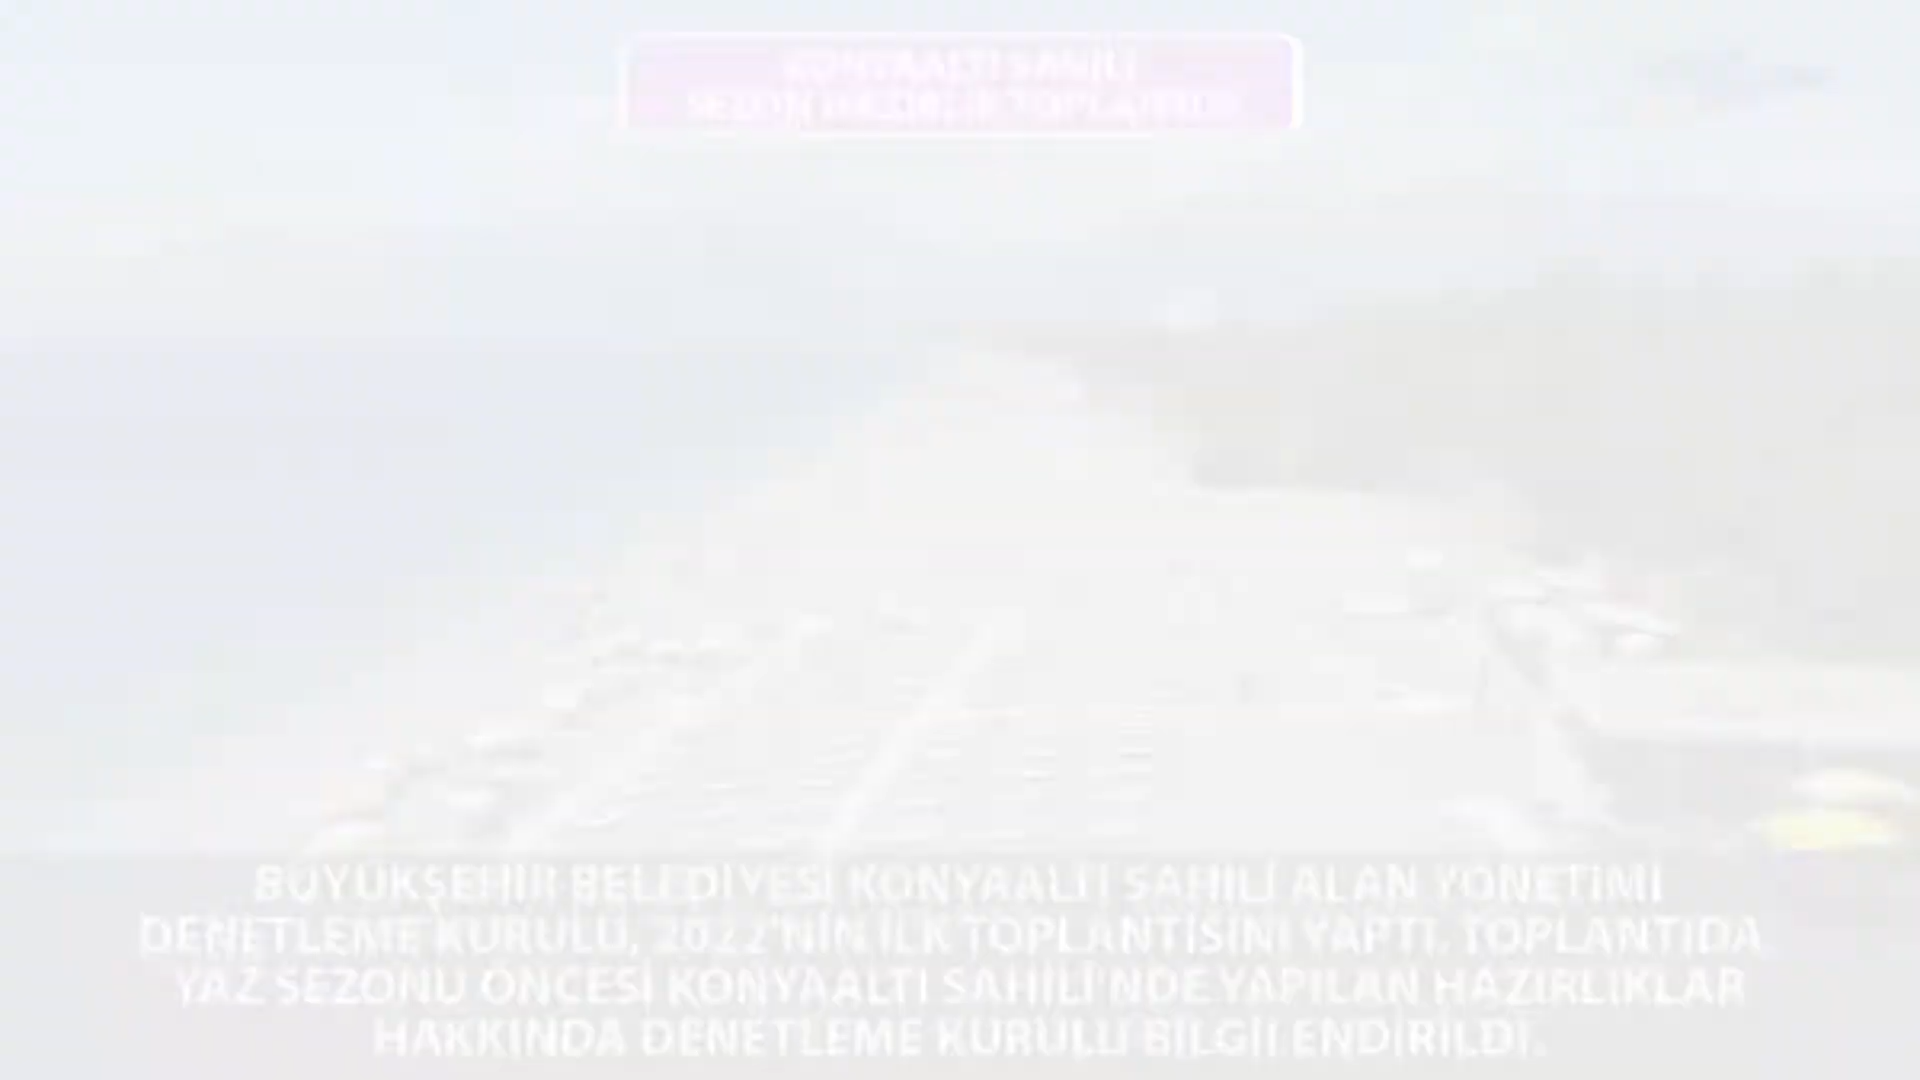 KONYAALTI SAHİLİ
SEZON HAZIRLIK TOPLANTISI
BÜYÜKŞEHİR BELEDİYESİ KONYAALTI SAHİLİ ALAN YÖNETİMİ
DENETLEME KURULU, 2022'NİN İLK TOPLANTISINI YAPTI. TOPLANTIDA
YAZ SEZONU ÖNCESİ KONYAALTI SAHİLİ'NDE YAPILAN HAZIRLIKLAR
HAKKINDA DENETLEME KURULU BİLGİLENDİRİLDİ.